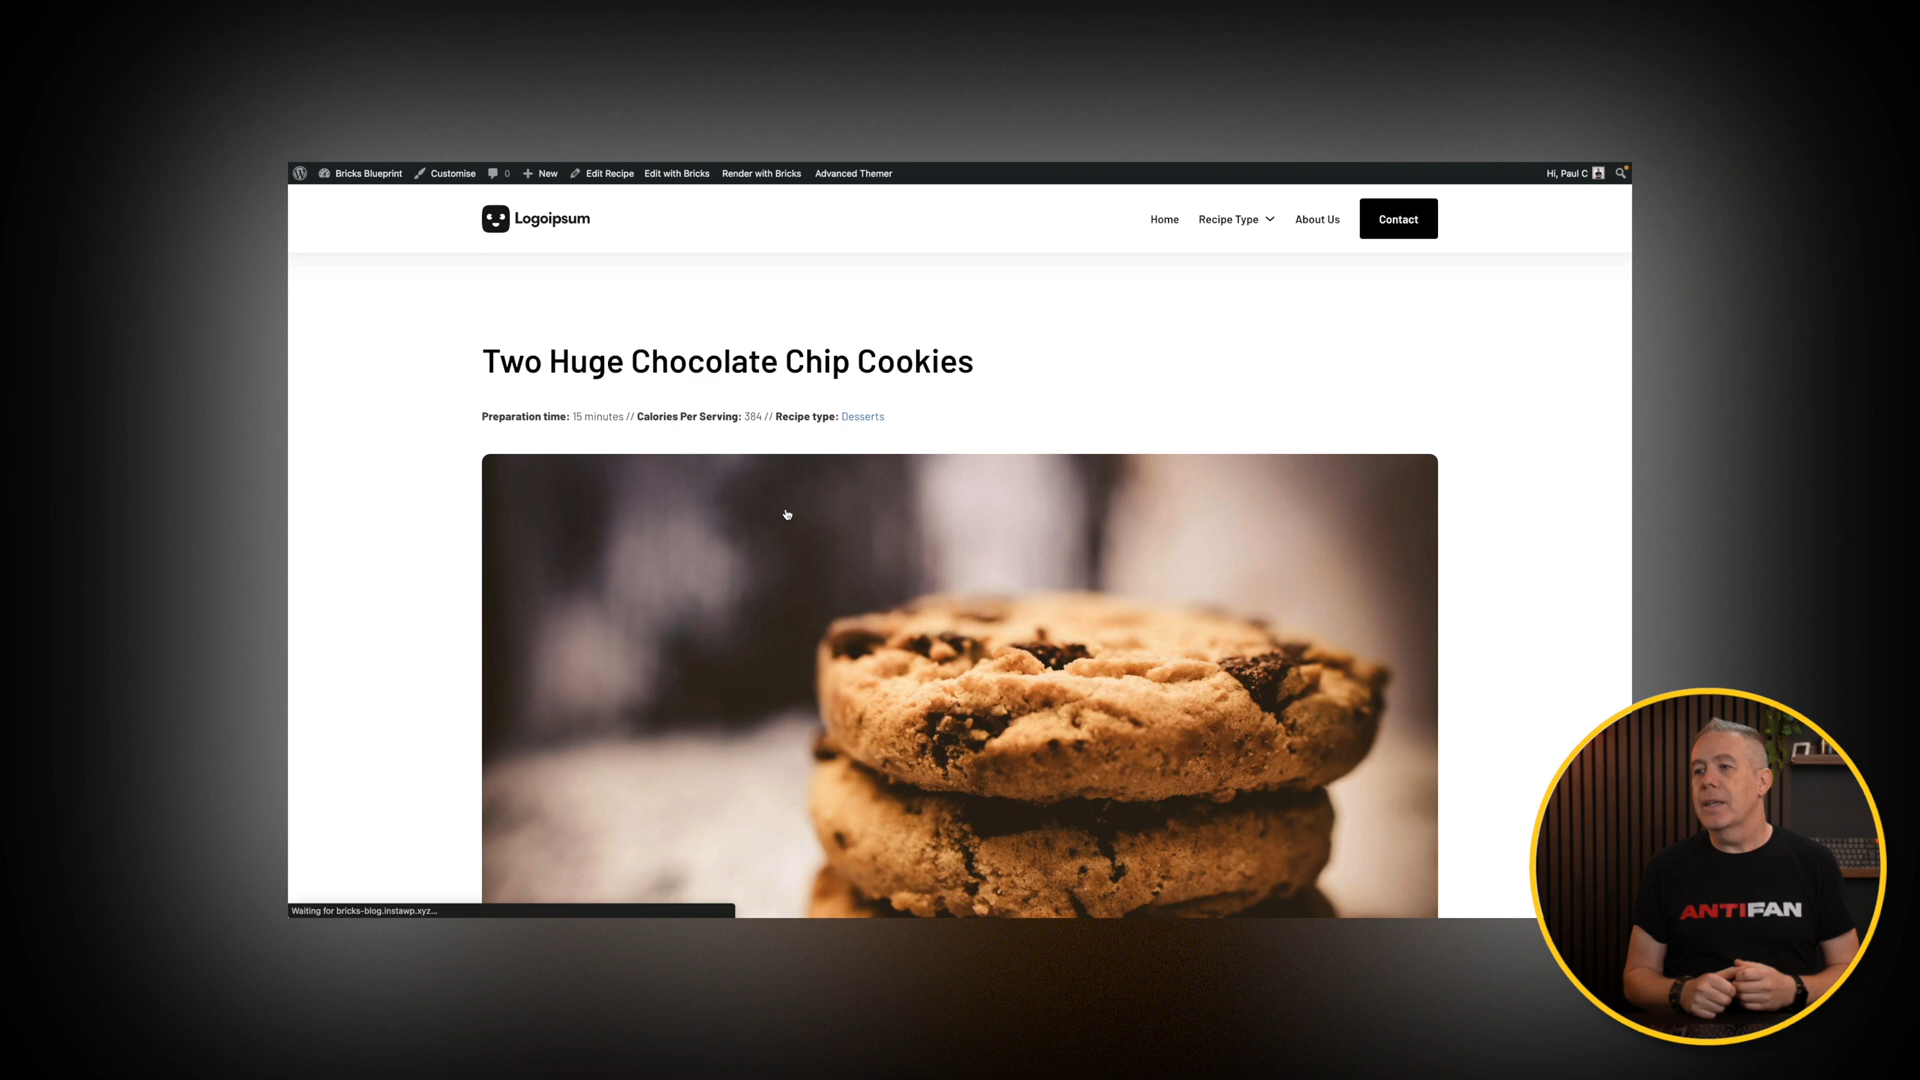 Bricks Blueprint Customise 0 New Edit Recipe Edit with Bricks Render with Bricks Advanced Themer Hi, Paul C
Logoipsum Home Recipe Type About Us Contact
Two Huge Chocolate Chip Cookies
Preparation time: 15 minutes // Calories Per Serving: 384 // Recipe type: Desserts
Waiting for bricks-blog.instawp.xyz...
ANTIFAN